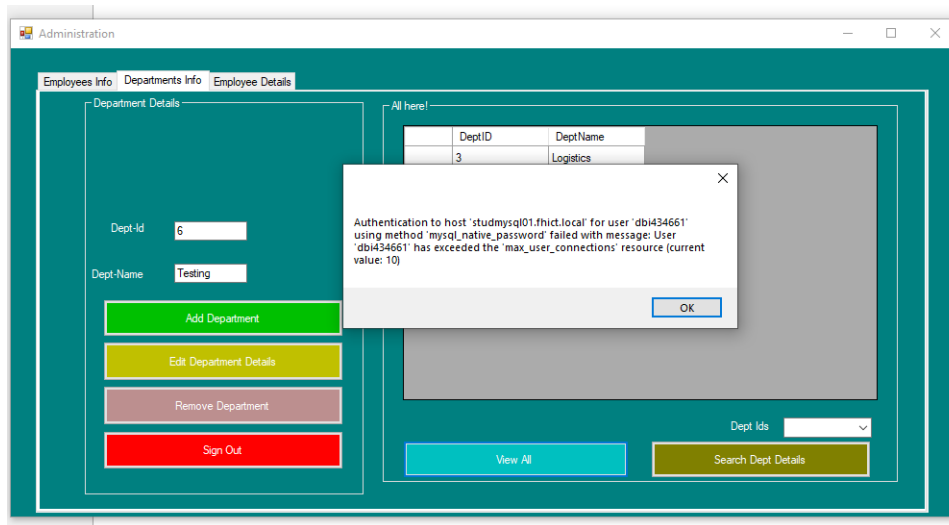 Administration
Employees Info Departments Info Employee Details
Department Details
All here!
DeptID DeptName
3 Logistics
Authentication to host 'studmysql01.fhict.local' for user 'dbi434661'
using method 'mysql_native_password' failed with message: User
'dbi434661' has exceeded the 'max_user_connections' resource (current
value: 10)
OK
Dept-Id 6
Dept-Name Testing
Add Department
Edit Department Details
Remove Department
Sign Out
Dept Ids
View All
Search Dept Details